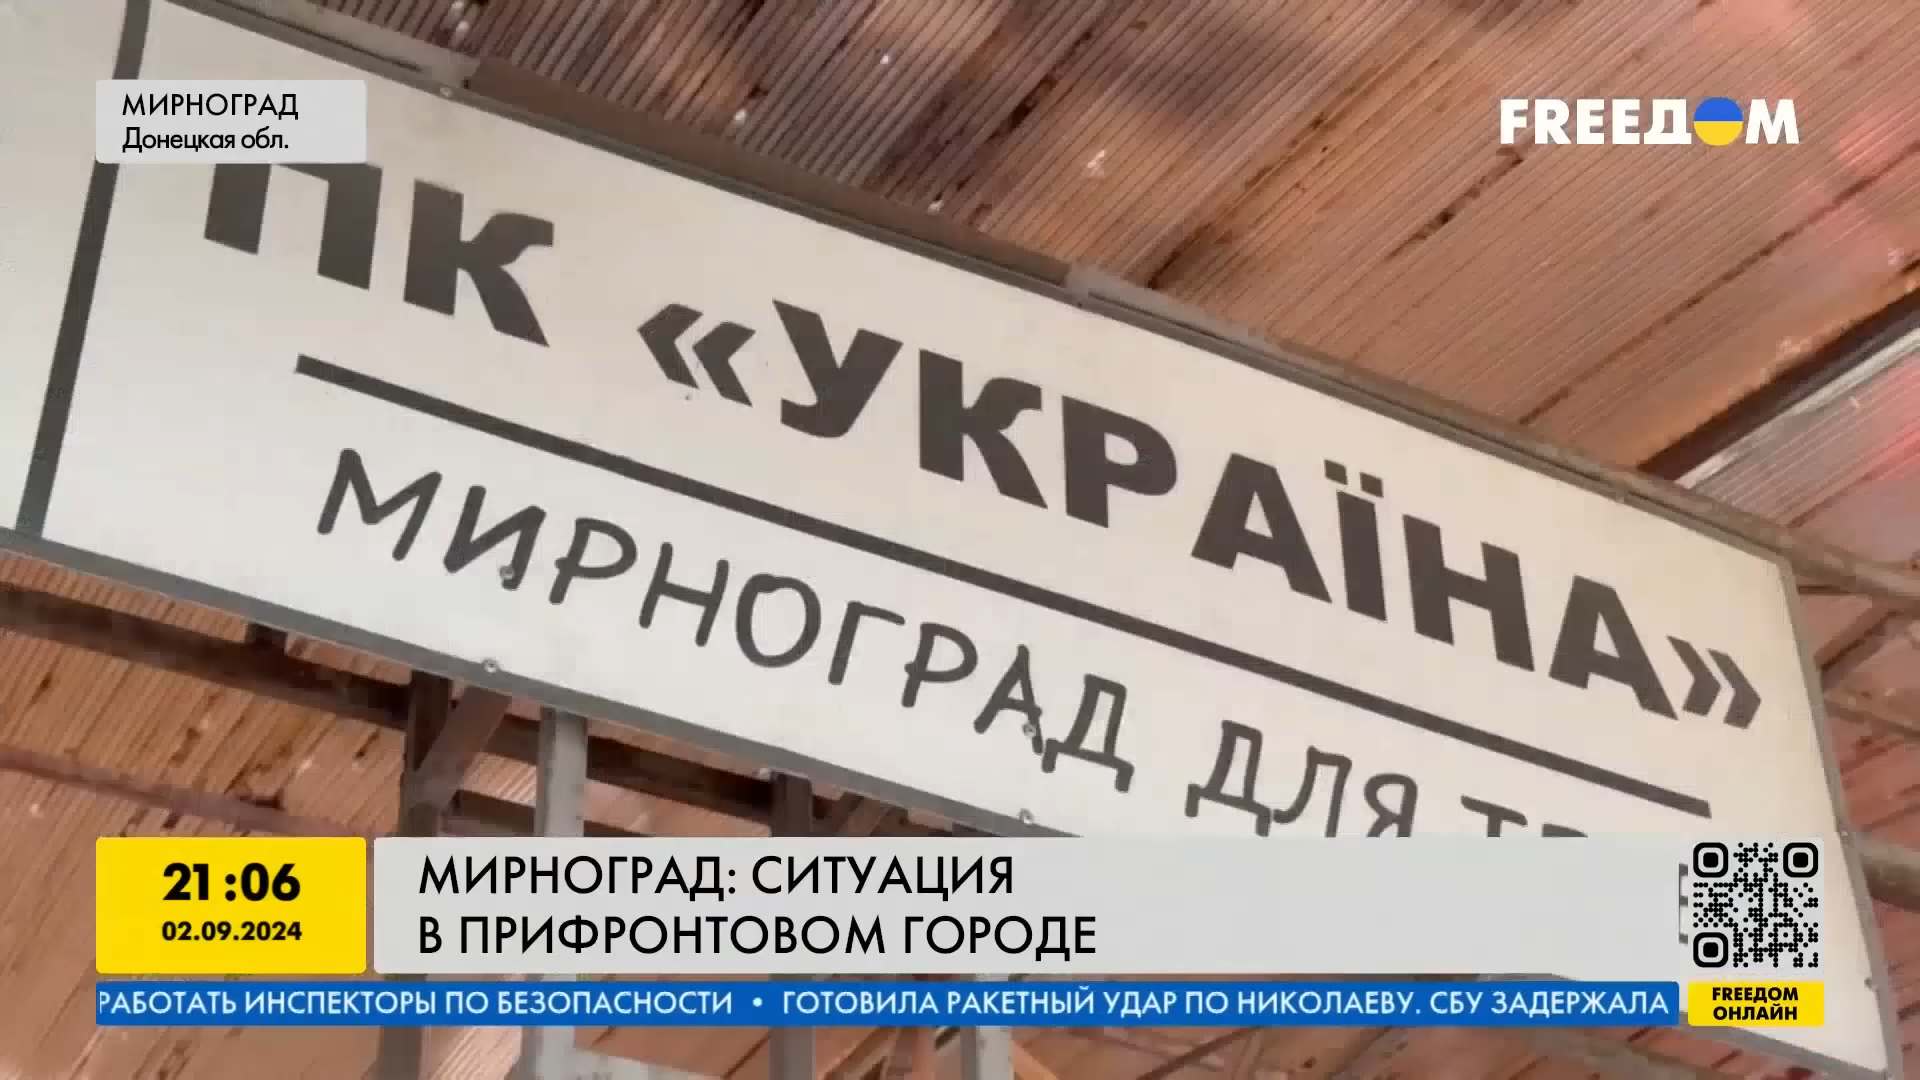 МИРНОГРАД
Донецкая обл.
FREEДОМ
ПК «УКРАЇНА»
МИРНОГРАД ДЛЯ
21:06
02.09.2024
МИРНОГРАД: СИТУАЦИЯ
В ПРИФРОНТОВОМ ГОРОДЕ
РАБОТАТЬ ИНСПЕКТОРЫ ПО БЕЗОПАСНОСТИ • ГОТОВИЛА РАКЕТНЫЙ УДАР ПО НИКОЛАЕВУ. СБУ ЗАДЕРЖАЛА
FREEДОМ
ОНЛАЙН